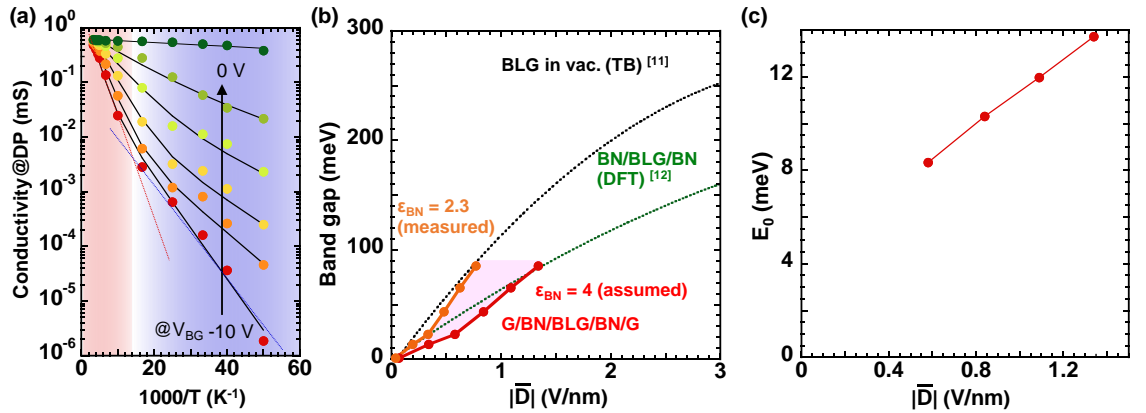 (a)
10⁰
10⁻¹
10⁻²
10⁻³
10⁻⁴
10⁻⁵
10⁻⁶
Conductivity@DP (mS)
0 V
@V_BG -10 V
0 20 40 60
1000/T (K⁻¹)
(b)
300
200
100
0
Band gap (meV)
BLG in vac. (TB) [11]
BN/BLG/BN
(DFT) [12]
ε_BN = 2.3
(measured)
ε_BN = 4 (assumed)
G/BN/BLG/BN/G
0 1 2 3
|D̅| (V/nm)
(c)
12
8
4
0
E₀ (meV)
0 0.4 0.8 1.2
|D̅| (V/nm)